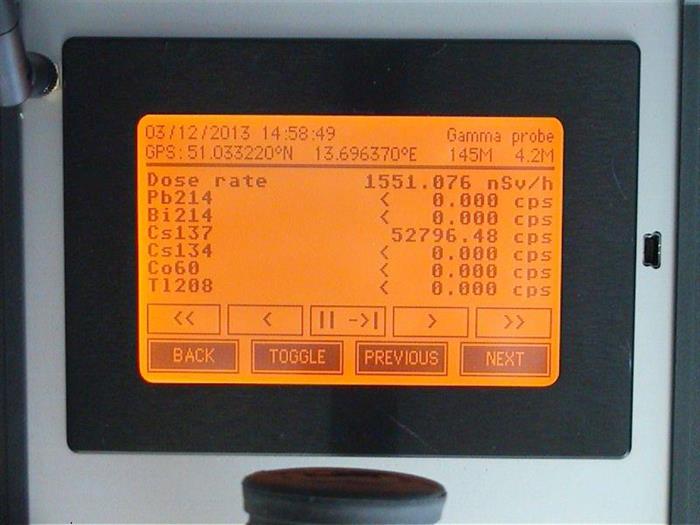 03/12/2013 14:58:49 Gamma probe
GPS:51.033220ºN 13.696370ºE 145M 4.2M
Dose rate 1551.076 nSv/h
Pb214 < 0.000 cps
Bi214 < 0.000 cps
Cs137 52796.48 cps
Cs134 < 0.000 cps
Co60 < 0.000 cps
Tl208 < 0.000 cps
<< < || ->| > >>
BACK TOGGLE PREVIOUS NEXT